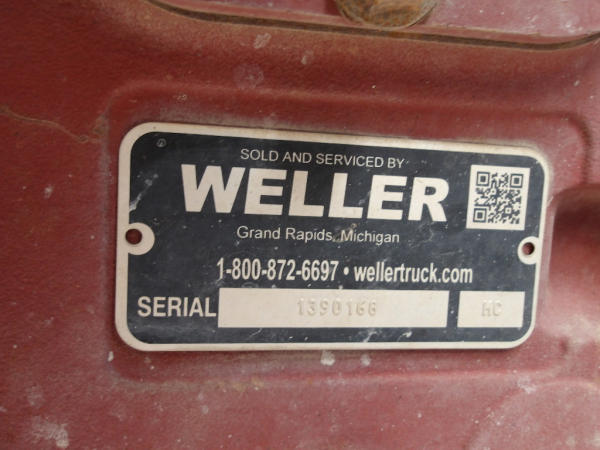 SOLD AND SERVICED BY
WELLER
Grand Rapids, Michigan
1-800-872-6697 • wellertruck.com
SERIAL 1390166 HC